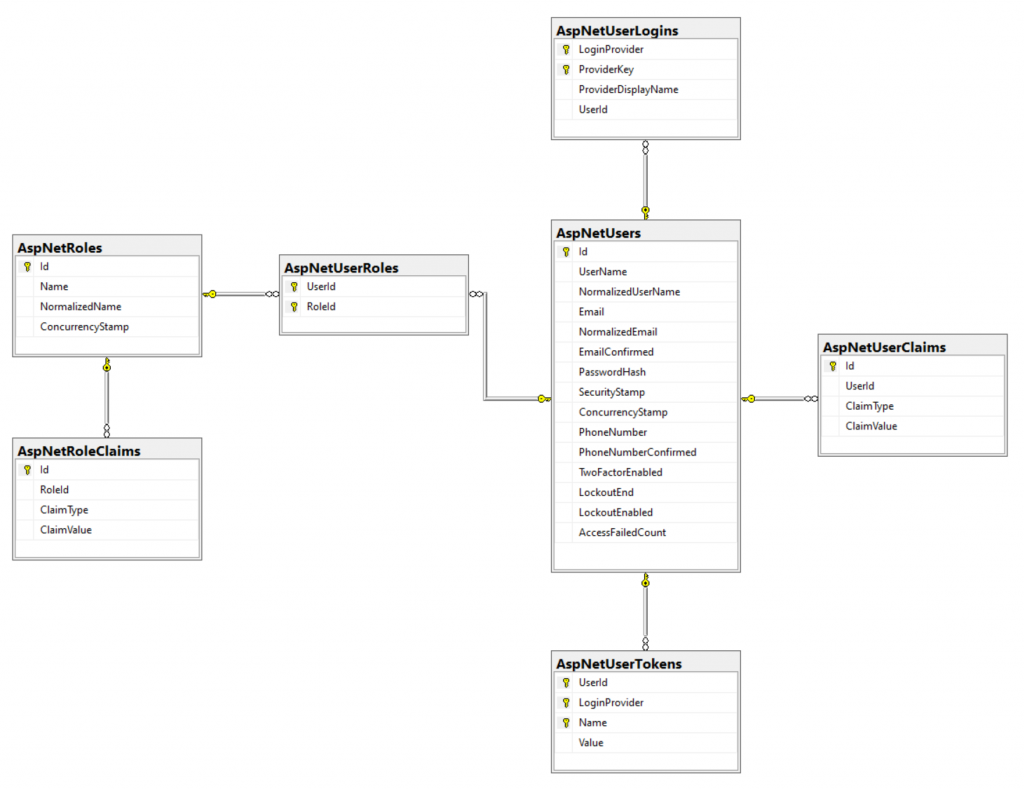 AspNetUserLogins
LoginProvider
ProviderKey
ProviderDisplayName
UserId
AspNetRoles
Id
Name
NormalizedName
ConcurrencyStamp
AspNetUserRoles
UserId
RoleId
AspNetUsers
Id
UserName
NormalizedUserName
Email
NormalizedEmail
EmailConfirmed
PasswordHash
SecurityStamp
ConcurrencyStamp
PhoneNumber
PhoneNumberConfirmed
TwoFactorEnabled
LockoutEnd
LockoutEnabled
AccessFailedCount
AspNetUserClaims
Id
UserId
ClaimType
ClaimValue
AspNetRoleClaims
Id
RoleId
ClaimType
ClaimValue
AspNetUserTokens
UserId
LoginProvider
Name
Value